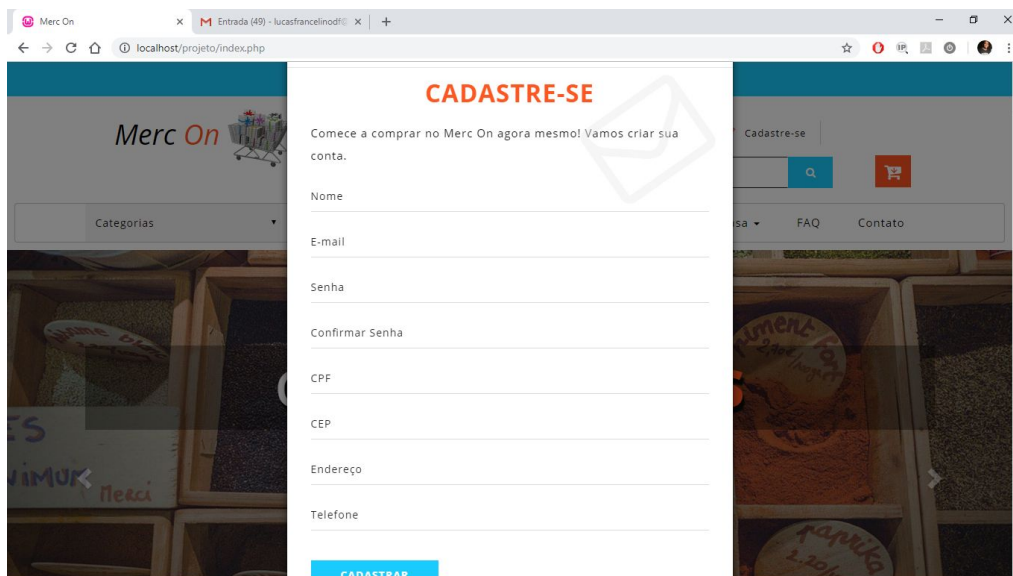 Merc On
Entrada (49) - lucasfrancelinodf@
localhost/projeto/index.php
CADASTRE-SE
Comece a comprar no Merc On agora mesmo! Vamos criar sua
conta.
Merc On
Cadastre-se
Nome
Categorias
FAQ
Contato
E-mail
Senha
Confirmar Senha
CPF
CEP
Endereço
Telefone
CADASTRAR
Merci
paprika